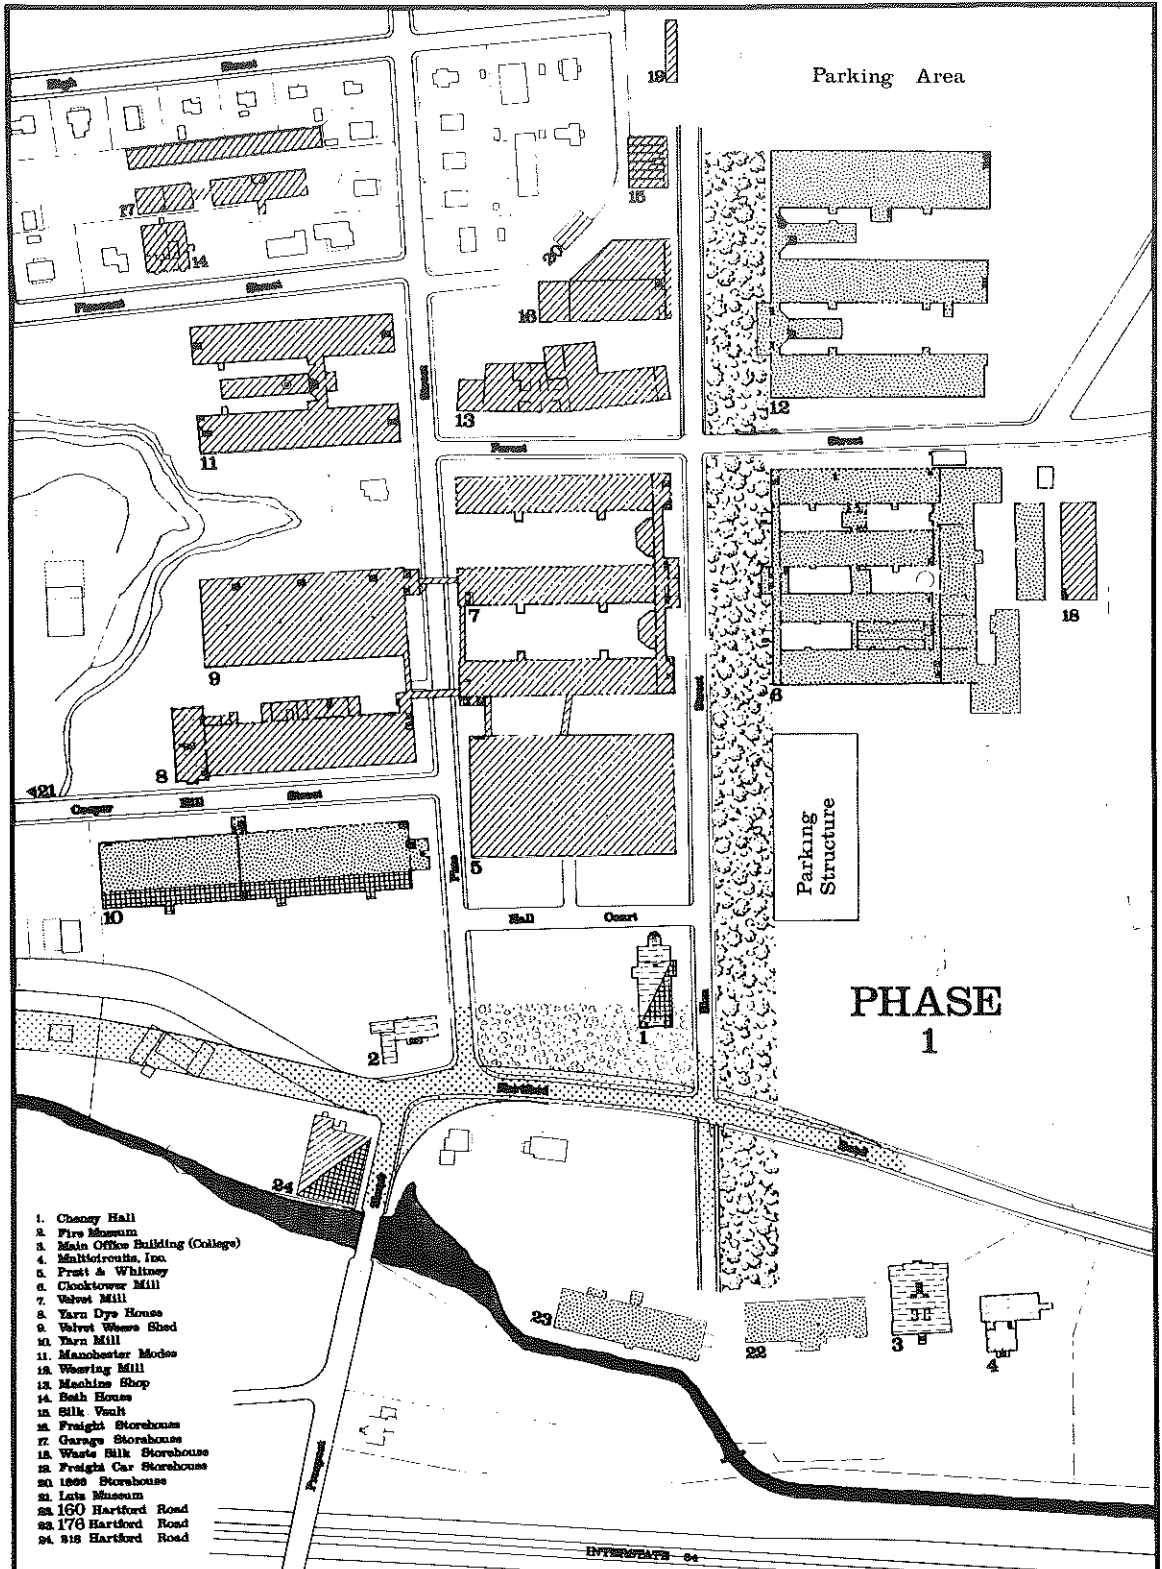 High Street
19
Parking Area
15
17
14
20
Pleasant Street
16
Street
13
12
11
Forest Street
7
18
9
Street
6
8
21
Cooper Hill Street
Parking
Structure
Pine
5
10
Hall Court
Elm
PHASE
1
1
2
Hartford Road
24
23
22
3
4
1. Cheney Hall
2. Fire Museum
3. Main Office Building (College)
4. Multicircuits, Inc.
5. Pratt & Whitney
6. Clocktower Mill
7. Velvet Mill
8. Yarn Dye House
9. Velvet Weave Shed
10. Yarn Mill
11. Manchester Modes
12. Weaving Mill
13. Machine Shop
14. Bath House
15. Silk Vault
16. Freight Storehouse
17. Garage Storehouse
18. Waste Silk Storehouse
19. Freight Car Storehouse
20. Storehouse
21. Lutz Museum
22. 160 Hartford Road
23. 176 Hartford Road
24. Hartford Road
Prospect
INTERSTATE 84